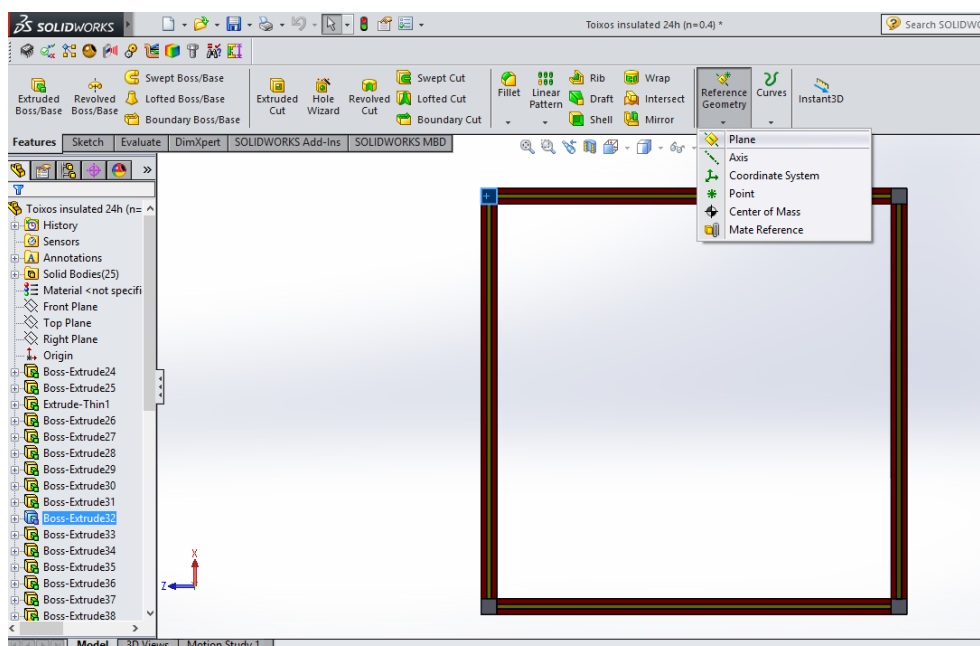 SOLIDWORKS
Toixos insulated 24h (n=0.4) *
Search SOLIDWO
Extruded Boss/Base
Revolved Boss/Base
Swept Boss/Base
Lofted Boss/Base
Boundary Boss/Base
Extruded Cut
Hole Wizard
Revolved Cut
Swept Cut
Lofted Cut
Boundary Cut
Fillet
Linear Pattern
Rib
Draft
Shell
Wrap
Intersect
Mirror
Reference Geometry
Curves
Instant3D
Features
Sketch
Evaluate
DimXpert
SOLIDWORKS Add-Ins
SOLIDWORKS MBD
Plane
Axis
Coordinate System
Point
Center of Mass
Mate Reference
»
Toixos insulated 24h (n=
History
Sensors
A Annotations
Solid Bodies(25)
Material <not specifi
Front Plane
Top Plane
Right Plane
Origin
Boss-Extrude24
Boss-Extrude25
Extrude-Thin1
Boss-Extrude26
Boss-Extrude27
Boss-Extrude28
Boss-Extrude29
Boss-Extrude30
Boss-Extrude31
Boss-Extrude32
Boss-Extrude33
Boss-Extrude34
Boss-Extrude35
Boss-Extrude36
Boss-Extrude37
Boss-Extrude38
X
Z
Model
3D Views
Motion Study 1